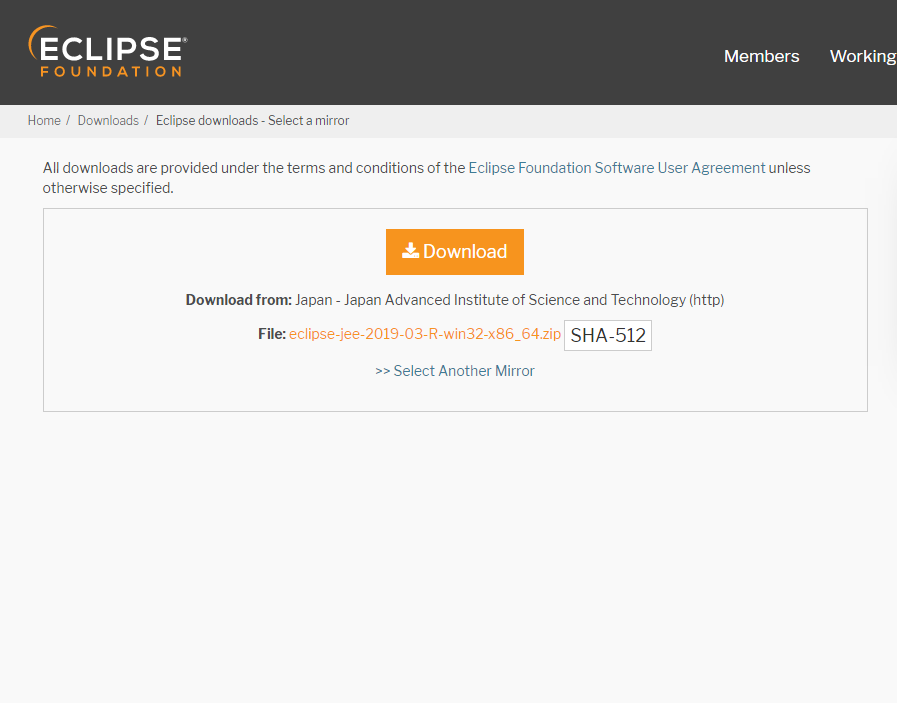 ECLIPSE®
FOUNDATION
Members Working
Home / Downloads / Eclipse downloads - Select a mirror
All downloads are provided under the terms and conditions of the Eclipse Foundation Software User Agreement unless
otherwise specified.
Download
Download from: Japan - Japan Advanced Institute of Science and Technology (http)
File: eclipse-jee-2019-03-R-win32-x86_64.zip SHA-512
>> Select Another Mirror